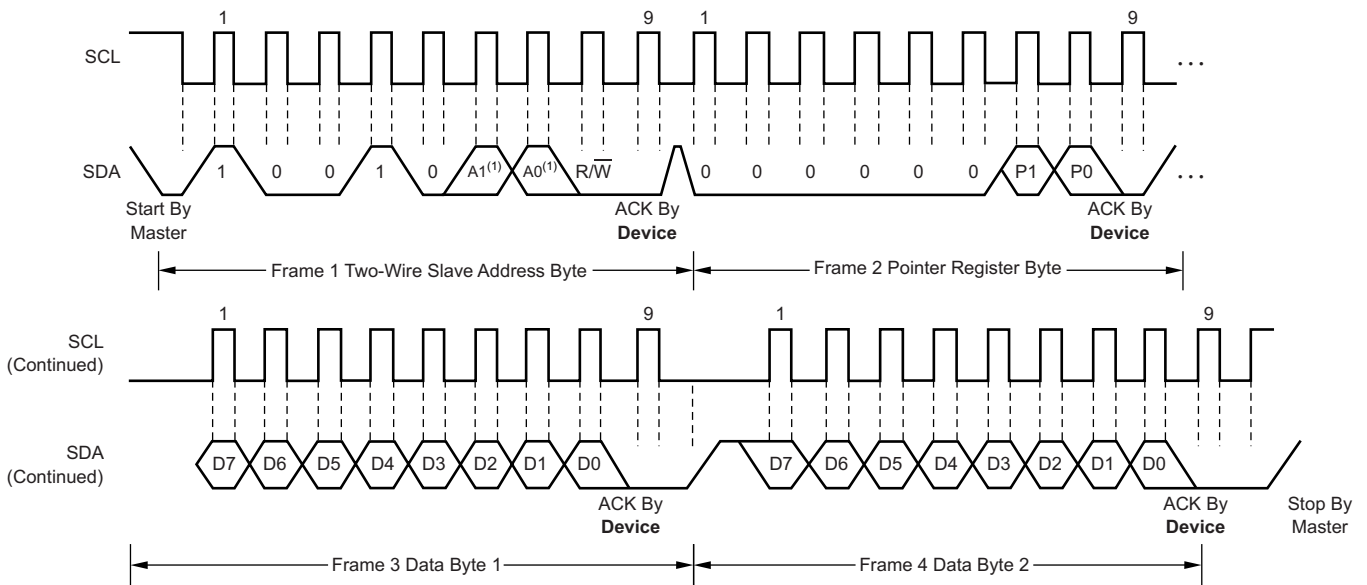 1 9 1 9
SCL ...
SDA 1 0 0 1 0 A1(1) A0(1) R/W̅ 0 0 0 0 0 0 P1 P0 ...
Start By Master ACK By Device ACK By Device
Frame 1 Two-Wire Slave Address Byte Frame 2 Pointer Register Byte
1 9 1 9
SCL (Continued)
SDA (Continued) D7 D6 D5 D4 D3 D2 D1 D0 D7 D6 D5 D4 D3 D2 D1 D0
ACK By Device ACK By Device Stop By Master
Frame 3 Data Byte 1 Frame 4 Data Byte 2